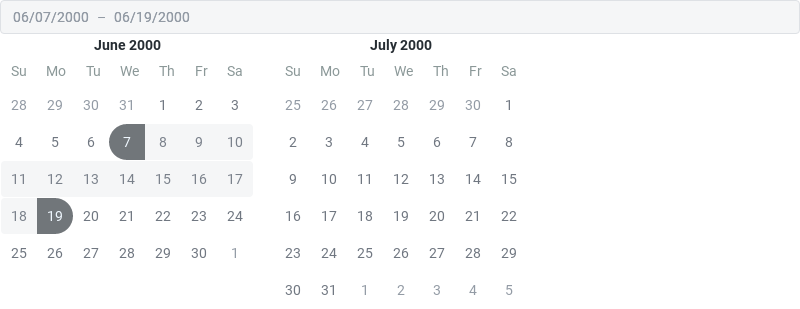 06/07/2000 – 06/19/2000
June 2000
Su Mo Tu We Th Fr Sa
28 29 30 31 1 2 3
4 5 6 7 8 9 10
11 12 13 14 15 16 17
18 19 20 21 22 23 24
25 26 27 28 29 30 1
July 2000
Su Mo Tu We Th Fr Sa
25 26 27 28 29 30 1
2 3 4 5 6 7 8
9 10 11 12 13 14 15
16 17 18 19 20 21 22
23 24 25 26 27 28 29
30 31 1 2 3 4 5